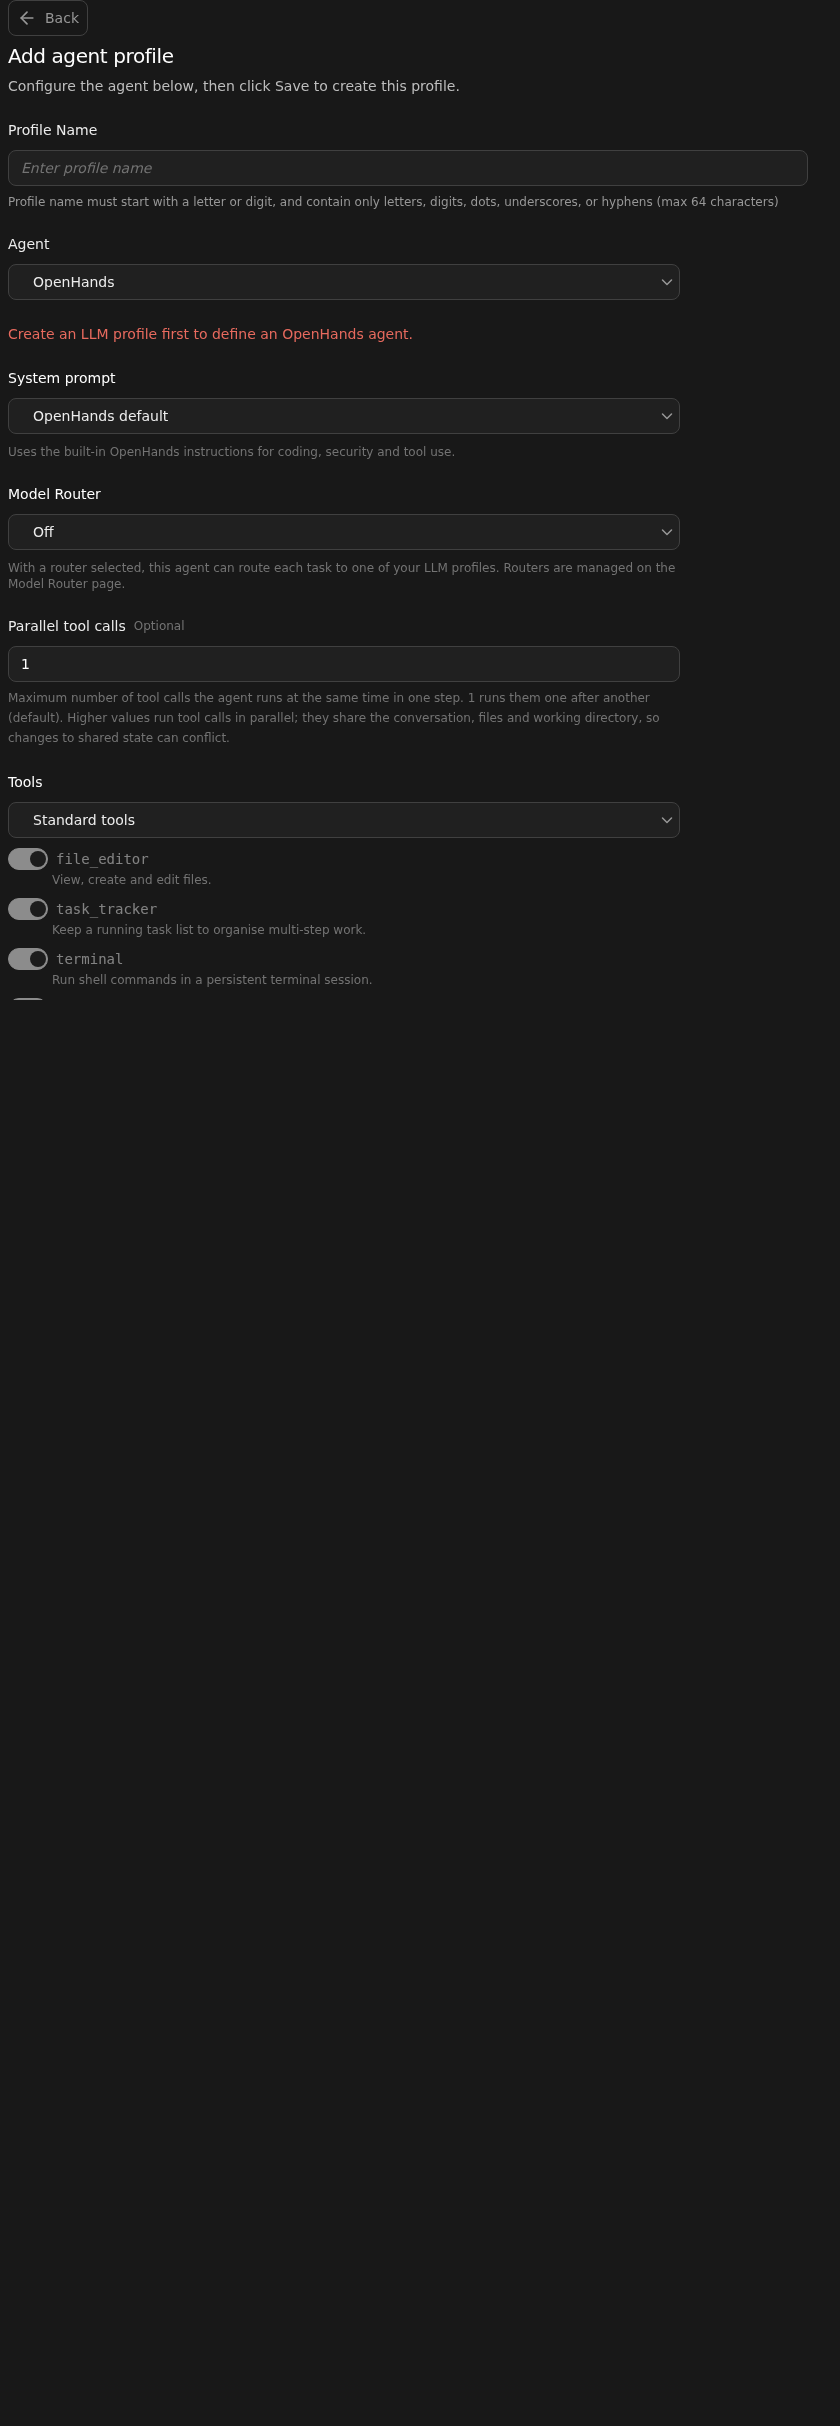 Back
Add agent profile
Configure the agent below, then click Save to create this profile.
Profile Name
Enter profile name
Profile name must start with a letter or digit, and contain only letters, digits, dots, underscores, or hyphens (max 64 characters)
Agent
OpenHands
Create an LLM profile first to define an OpenHands agent.
System prompt
OpenHands default
Uses the built-in OpenHands instructions for coding, security and tool use.
Model Router
Off
With a router selected, this agent can route each task to one of your LLM profiles. Routers are managed on the
Model Router page.
Parallel tool calls Optional
1
Maximum number of tool calls the agent runs at the same time in one step. 1 runs them one after another
(default). Higher values run tool calls in parallel; they share the conversation, files and working directory, so
changes to shared state can conflict.
Tools
Standard tools
file_editor
View, create and edit files.
task_tracker
Keep a running task list to organise multi-step work.
terminal
Run shell commands in a persistent terminal session.